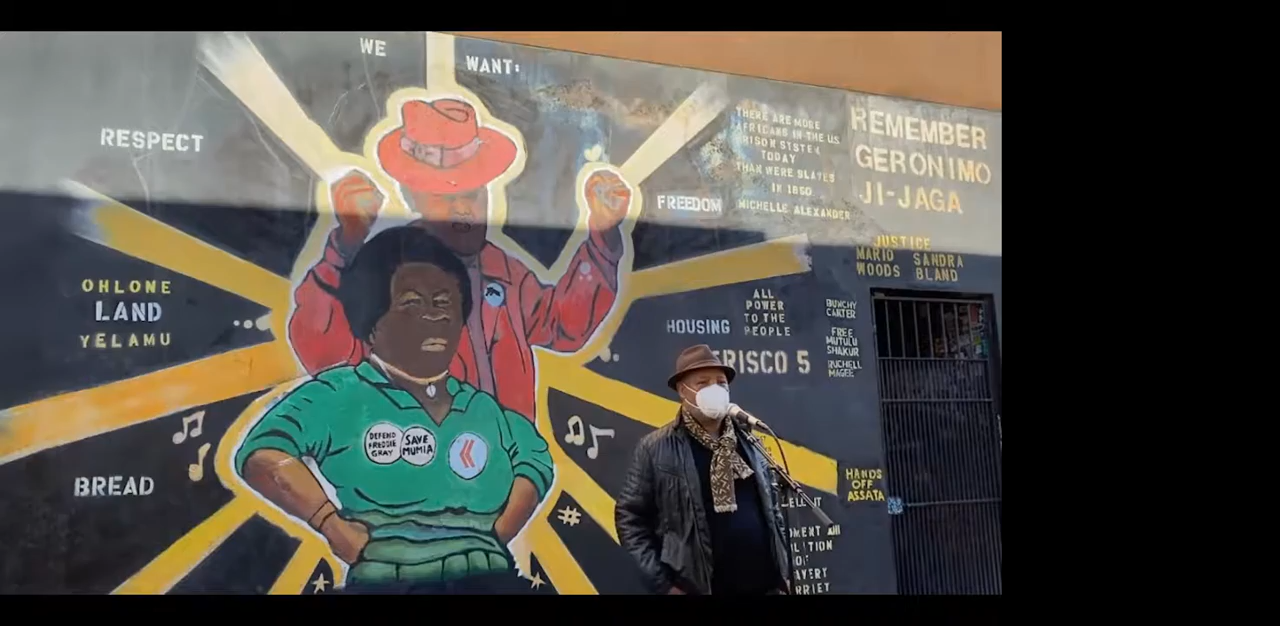 WE
WANT:
RESPECT
THERE ARE MORE
AFRICANS IN THE U.S.
PRISON SYSTEM
TODAY
THAN WERE SLAVES
IN 1850
MICHELLE ALEXANDER
REMEMBER
GERONIMO
JI-JAGA
FREEDOM
JUSTICE
MARIO SANDRA
WOODS BLAND
OHLONE
LAND
YELAMU
HOUSING
ALL
POWER
TO THE
PEOPLE
BUNCHY
CARTER
FREE
MUTULU
SHAKUR
RUCHELL
MAGEE
FRISCO 5
DEFEND
FREDDIE
GRAY
SAVE
MUMIA
BREAD
HANDS
OFF
ASSATA
#